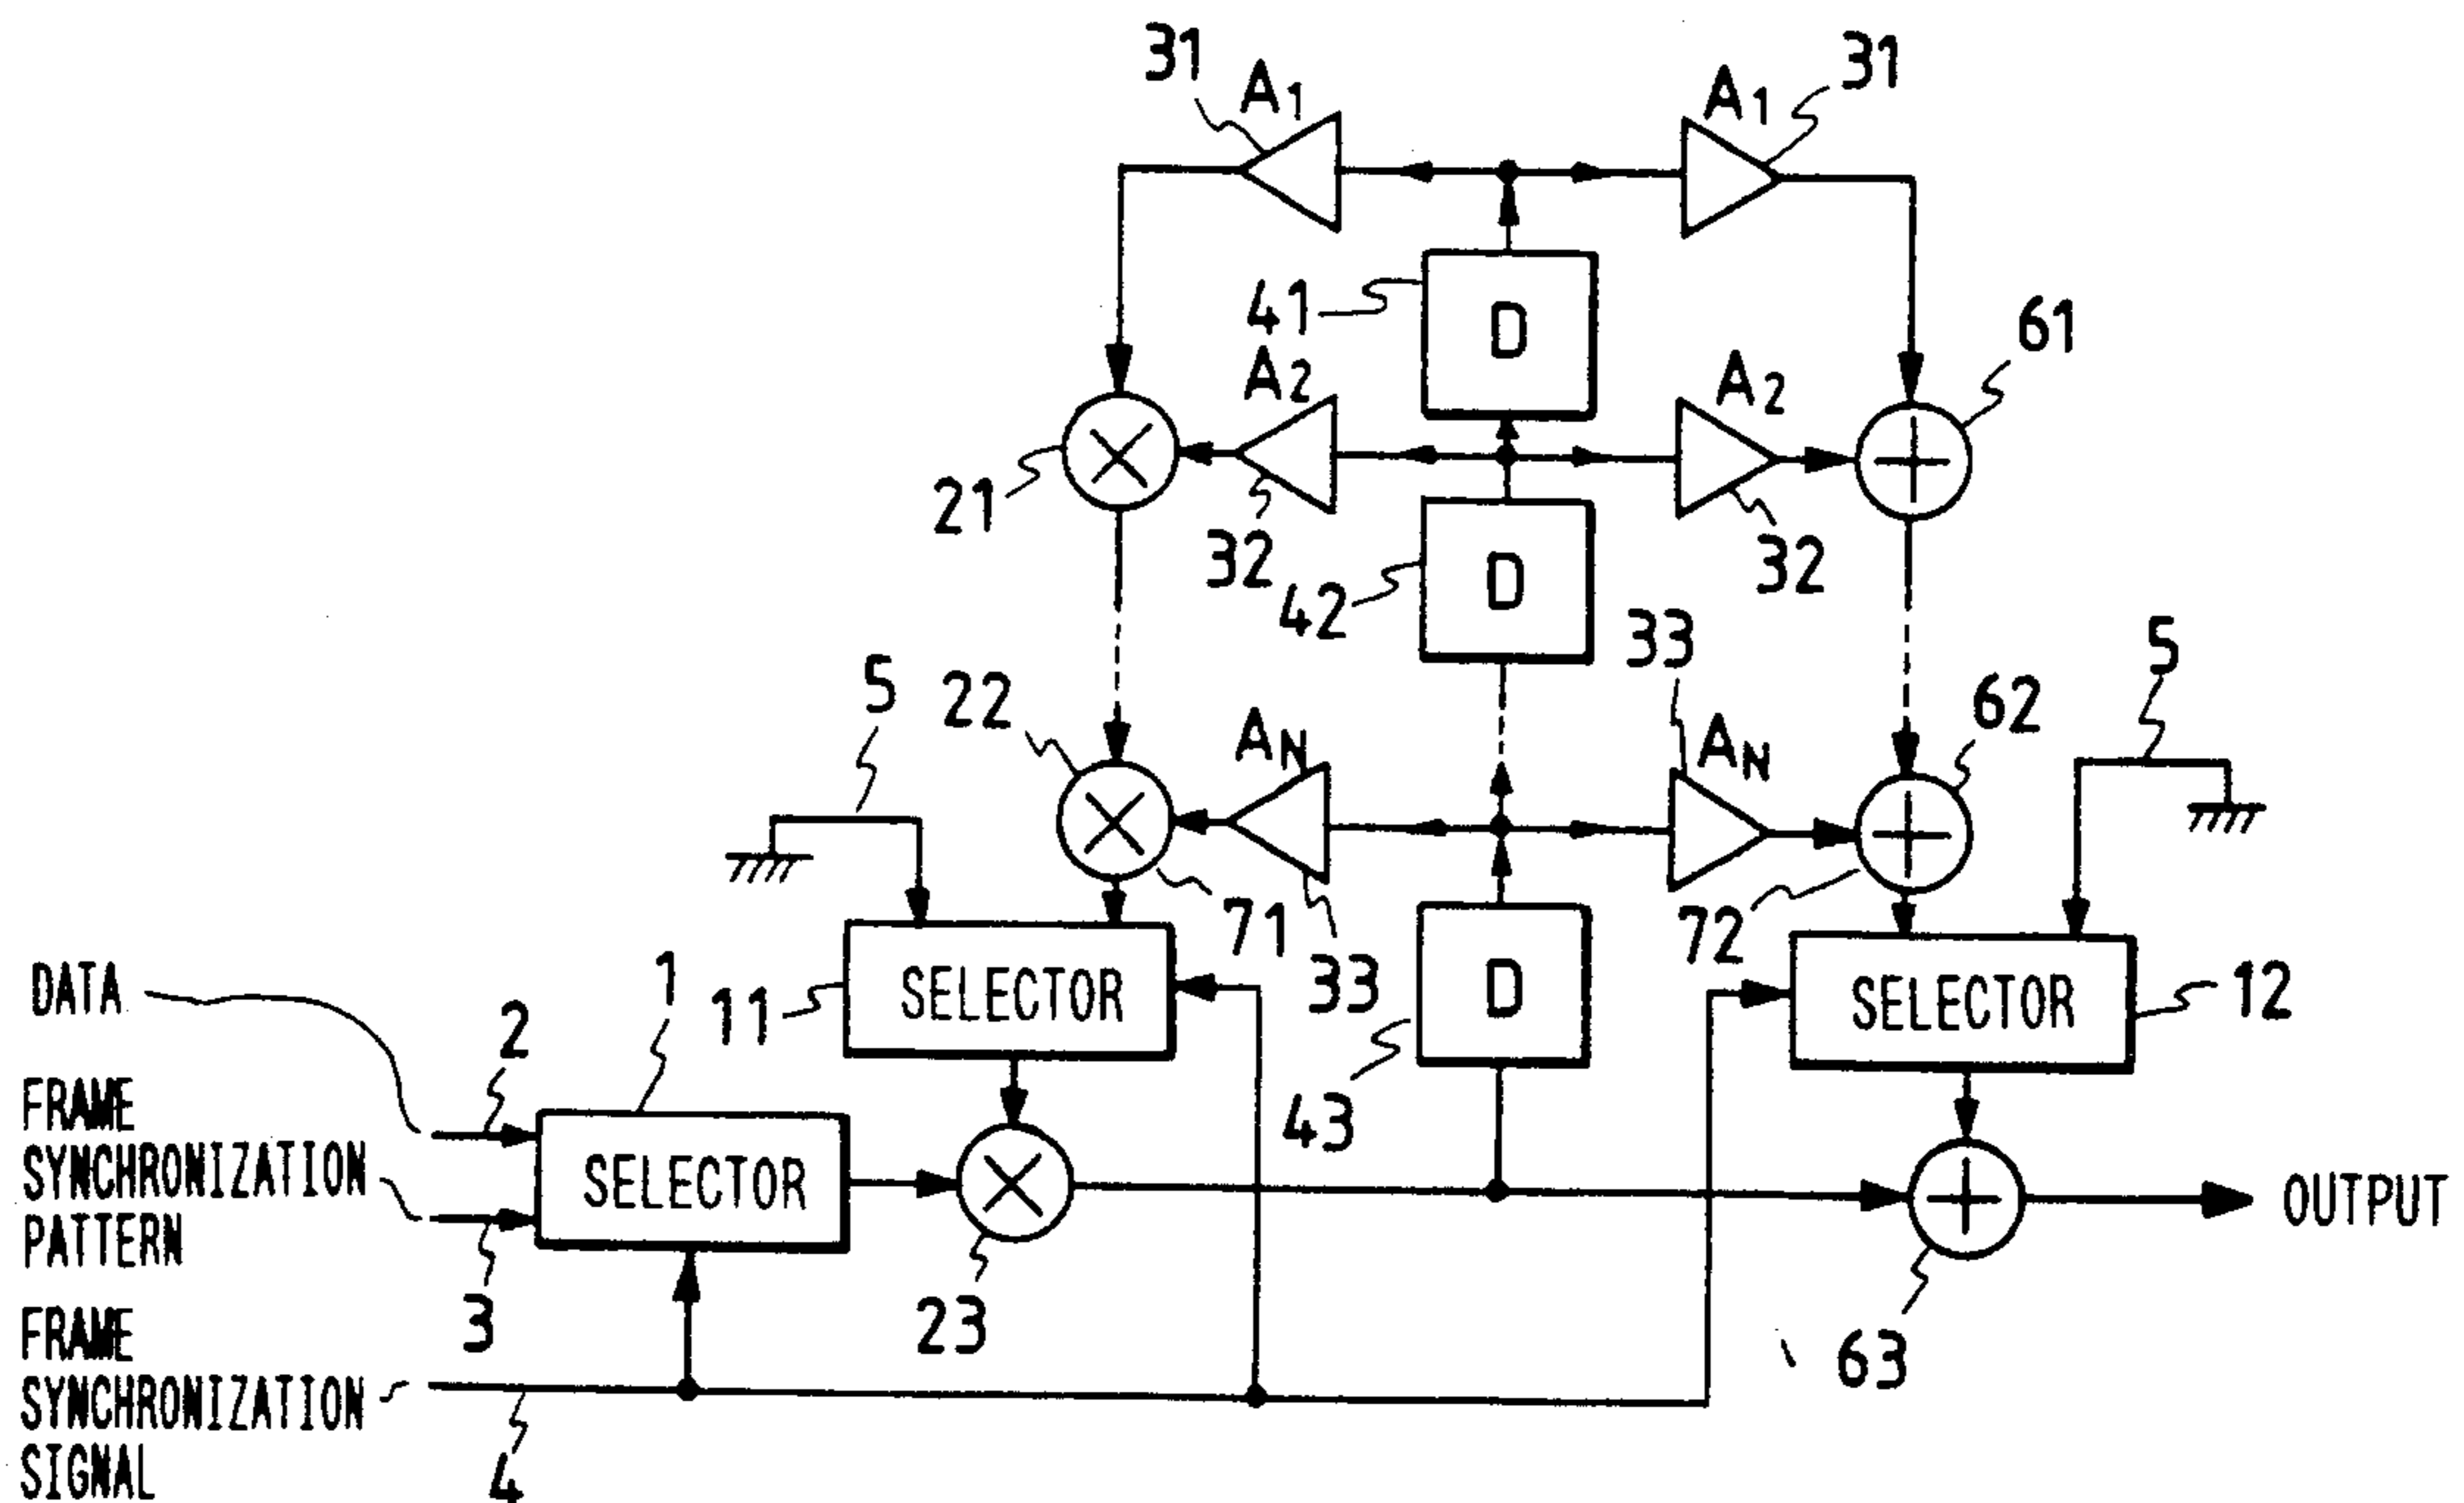 31
A1
A1
31
41
D
61
A2
A2
21
32
42
D
32
33
5
5
22
AN
AN
62
71
72
DATA
1
11
SELECTOR
33
D
SELECTOR
12
2
FRAME
SYNCHRONIZATION
PATTERN
43
SELECTOR
OUTPUT
3
23
63
FRAME
SYNCHRONIZATION
SIGNAL
4